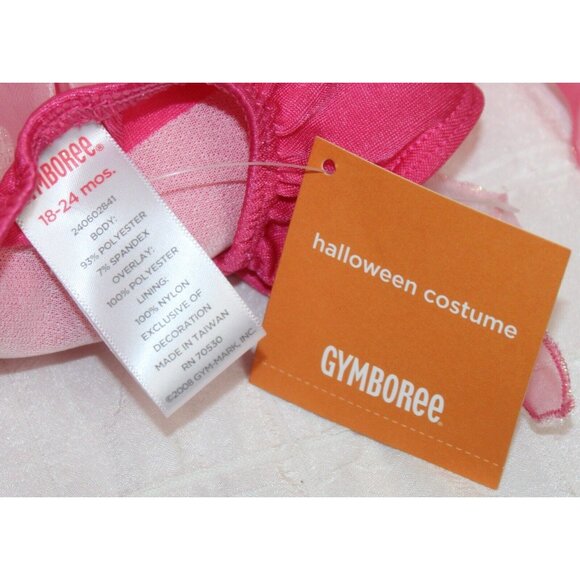 GYMBOREE®
18-24 mos.
240602841
BODY:
93% POLYESTER
7% SPANDEX
OVERLAY:
100% POLYESTER
LINING:
100% NYLON
EXCLUSIVE OF
DECORATION
MADE IN TAIWAN
RN 70530
©2008 GYM-MARK, INC.
halloween costume
GYMBOREE®